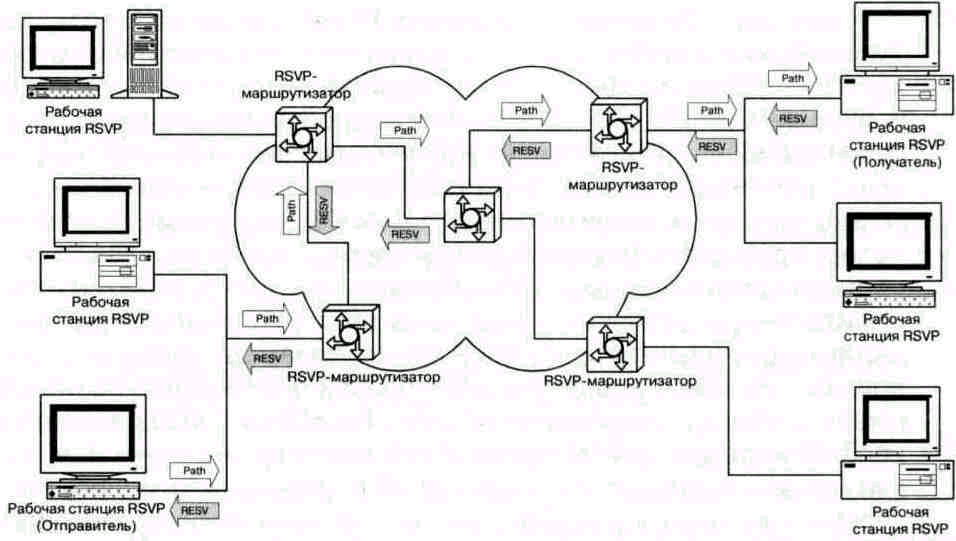 Рабочая
станция RSVP
RSVP-
маршрутизатор
Path
Path
RESV
RSVP-
маршрутизатор
Path
RESV
Path
RESV
Рабочая
станция RSVP
(Получатель)
Path
RESV
RESV
Рабочая
станция RSVP
Path
RESV
RSVP-маршрутизатор
RSVP-маршрутизатор
Рабочая
станция RSVP
Path
RESV
Рабочая станция RSVP
(Отправитель)
Рабочая
станция RSVP